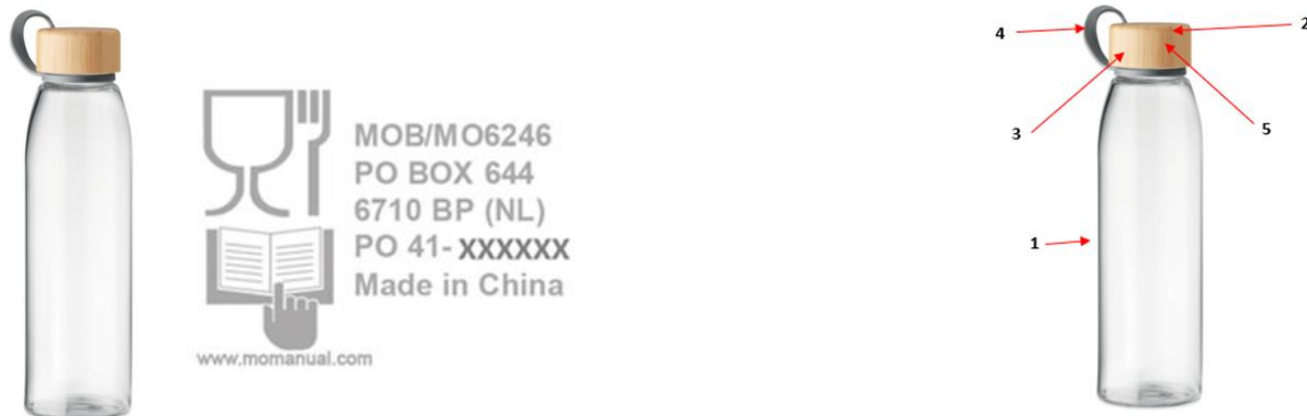 MOB/MO6246
PO BOX 644
6710 BP (NL)
PO 41- XXXXXX
Made in China
www.momanual.com
4
2
3
5
1